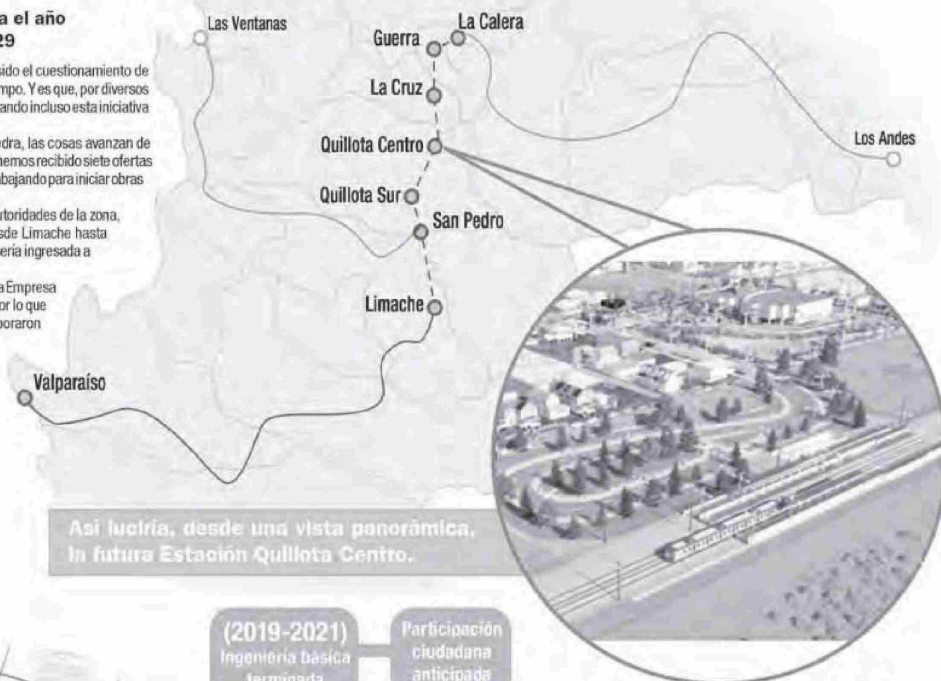 a el año
29
sido el cuestionamiento de
mpo. Y es que, por diversos
ando incluso esta iniciativa
edra, las cosas avanzan de
nemos recibido siete ofertas
abajando para iniciar obras
utoridades de la zona,
sde Limache hasta
sería ingresada a
a Empresa
or lo que
poraron
Las Ventanas
La Calera
Guerra
La Cruz
Quillota Centro
Los Andes
Quillota Sur
San Pedro
Limache
Valparaíso
Así luciría, desde una vista panorámica,
la futura Estación Quillota Centro.
(2019-2021)
Ingeniería básica
terminada
Participación
ciudadana
anticipada